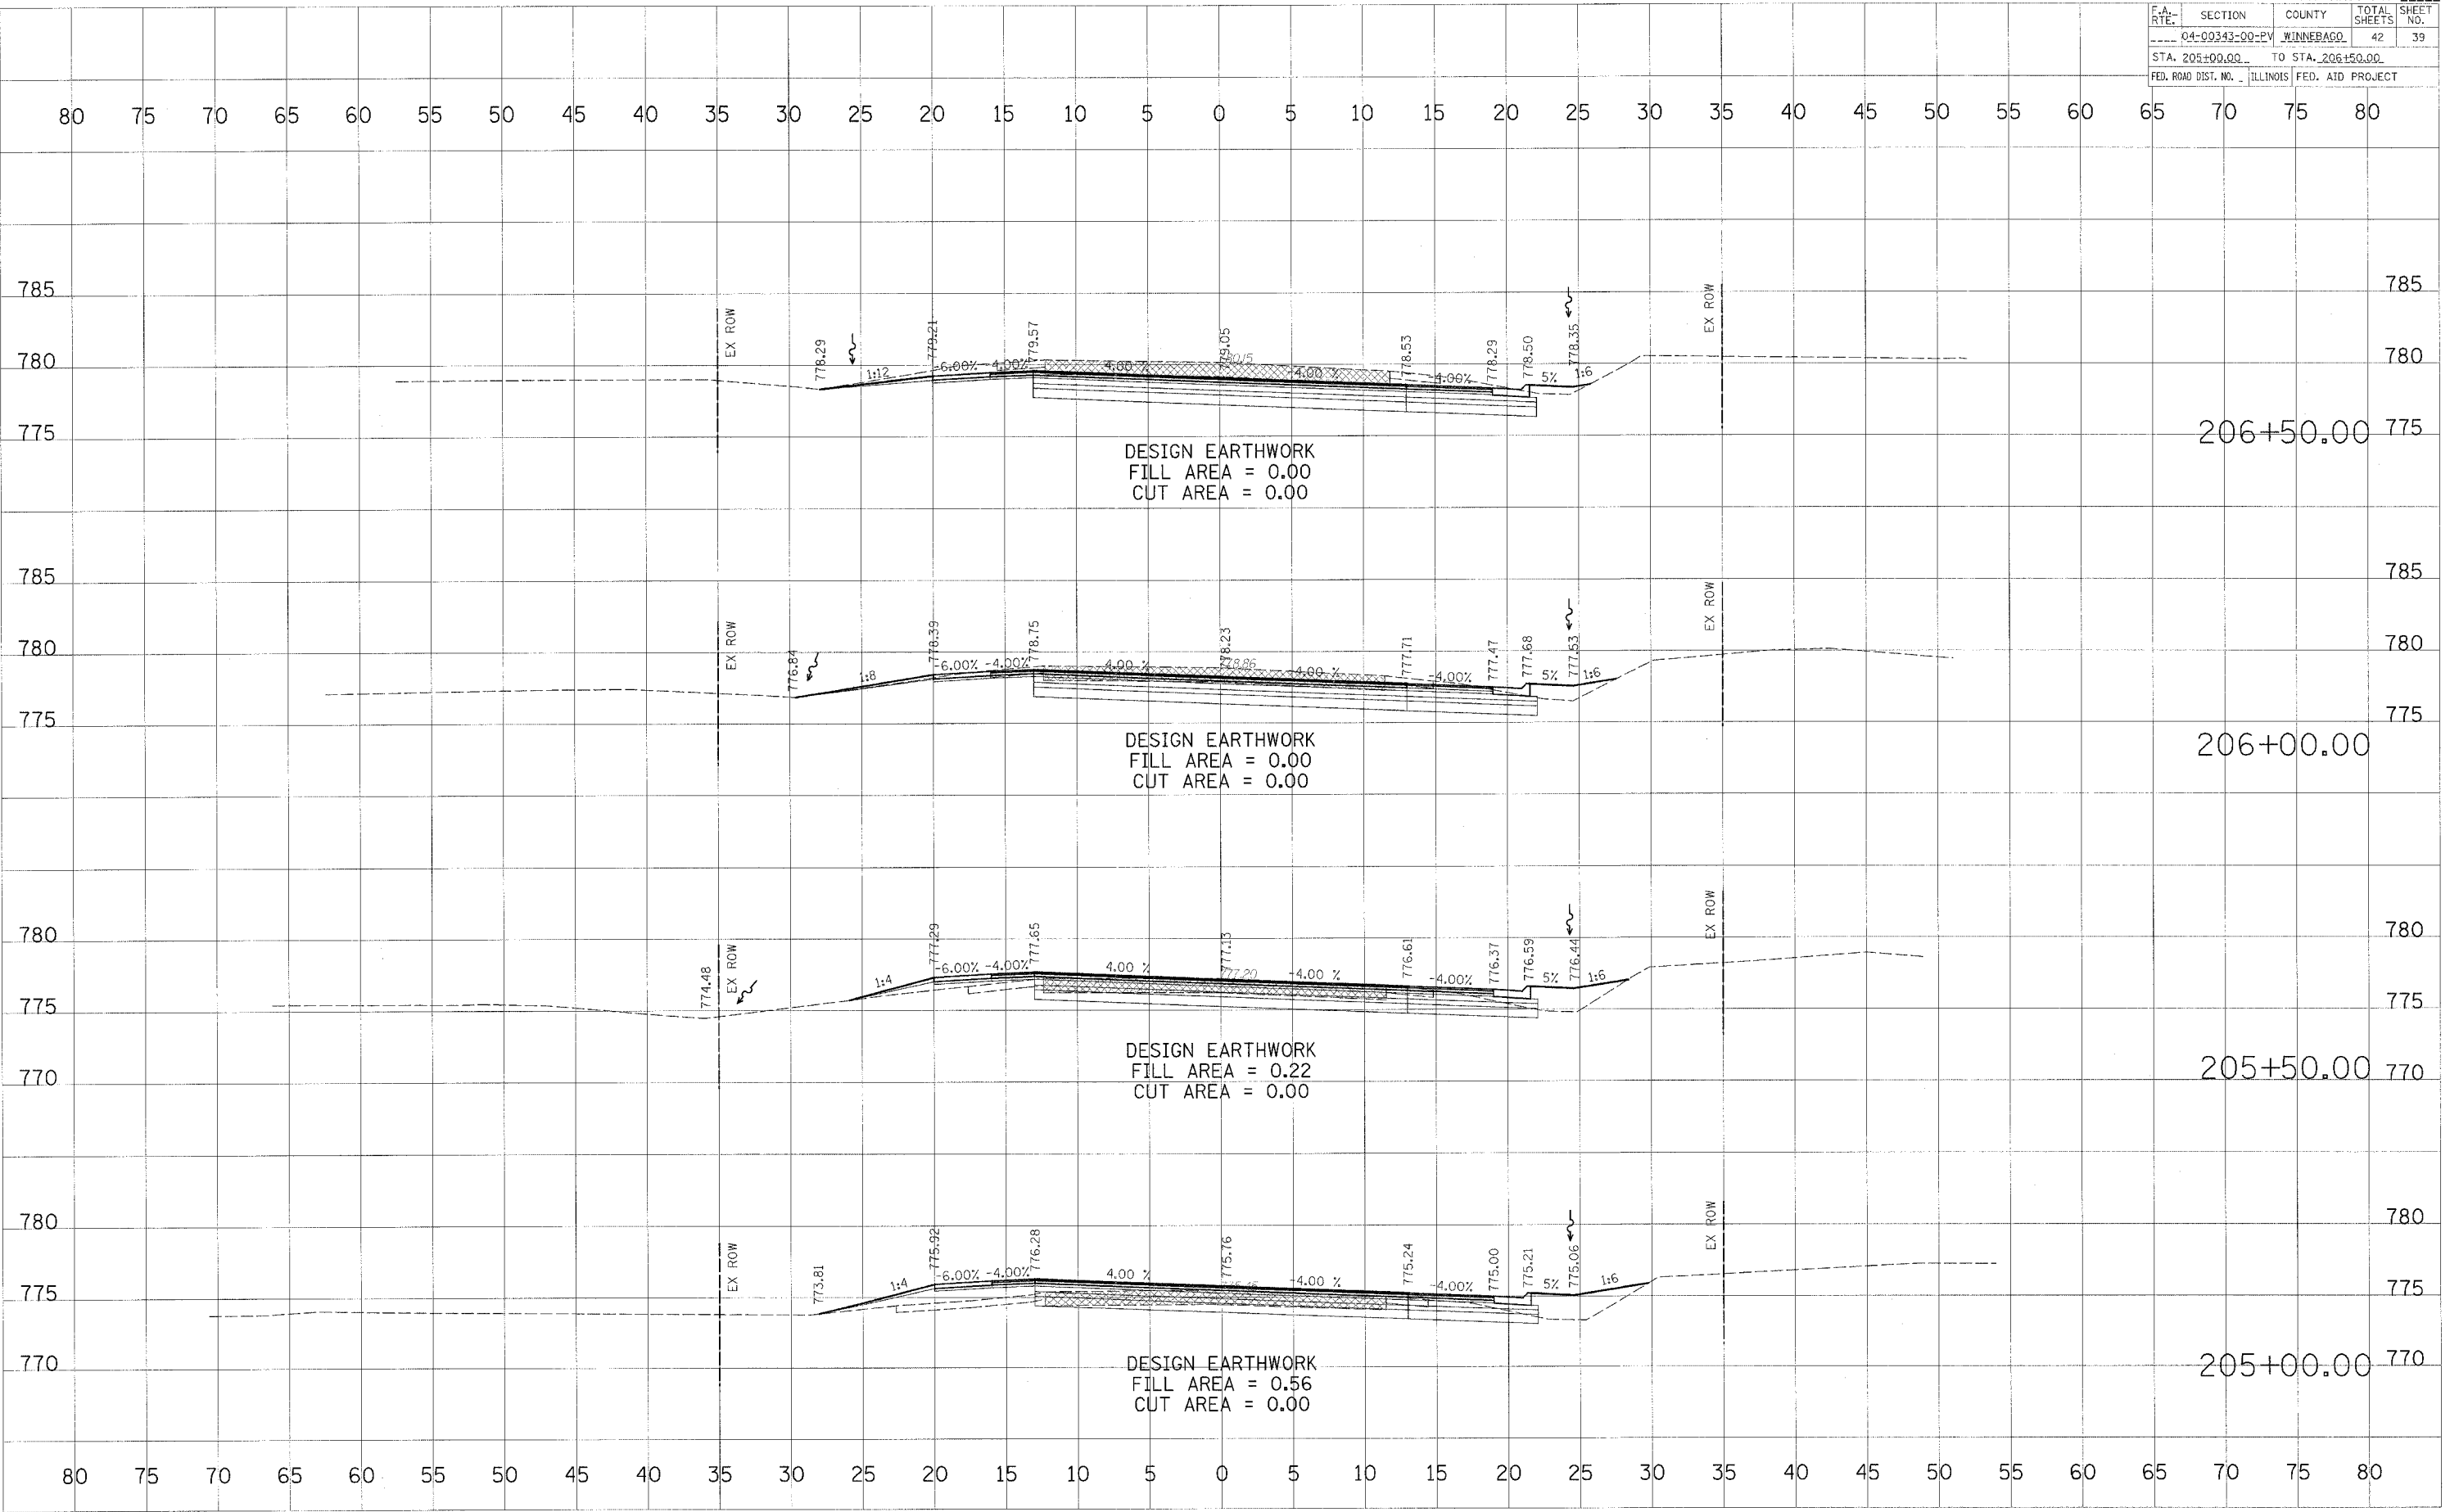 F.A. RTE. SECTION COUNTY TOTAL SHEETS SHEET NO.
04-00343-00-PV WINNEBAGO 42 39
STA. 205+00.00 TO STA. 206+50.00
FED. ROAD DIST. NO. ILLINOIS FED. AID PROJECT
80 75 70 65 60 55 50 45 40 35 30 25 20 15 10 5 0 5 10 15 20 25 30 35 40 45 50 55 60 65 70 75 80
785 785
EX ROW 778.29 779.21 779.57 779.05 778.53 778.29 778.50 778.35 EX ROW
780 780
1:12 -6.00% -4.00% 4.00 % -4.00 % -4.00% 5% 1:6
775 206+50.00 775
DESIGN EARTHWORK
FILL AREA = 0.00
CUT AREA = 0.00
785 785
EX ROW 776.84 778.39 778.75 778.23 777.71 777.47 777.68 777.53 EX ROW
780 780
1:8 -6.00% -4.00% 4.00 % 778.86 -4.00 % -4.00% 5% 1:6
775 775
206+00.00
DESIGN EARTHWORK
FILL AREA = 0.00
CUT AREA = 0.00
780 780
774.48 EX ROW 777.29 777.65 777.13 776.61 776.37 776.59 776.44 EX ROW
1:4 -6.00% -4.00% 4.00 % 777.20 -4.00 % -4.00% 5% 1:6
775 775
DESIGN EARTHWORK
FILL AREA = 0.22
CUT AREA = 0.00
770 205+50.00 770
780 780
EX ROW 773.81 775.92 776.28 775.76 775.24 775.00 775.21 775.06 EX ROW
1:4 -6.00% -4.00% 4.00 % -4.00 % -4.00% 5% 1:6
775 775
770 205+00.00 770
DESIGN EARTHWORK
FILL AREA = 0.56
CUT AREA = 0.00
80 75 70 65 60 55 50 45 40 35 30 25 20 15 10 5 0 5 10 15 20 25 30 35 40 45 50 55 60 65 70 75 80